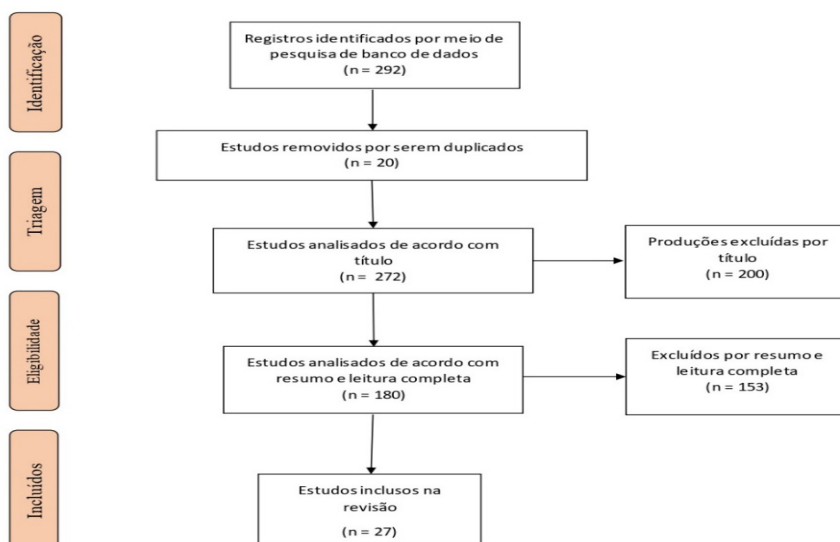 Identificação
Registros identificados por meio de
pesquisa de banco de dados
(n = 292)
Estudos removidos por serem duplicados
(n = 20)
Triagem
Estudos analisados de acordo com
título
(n = 272)
Produções excluídas por
título
(n = 200)
Eligibilidade
Estudos analisados de acordo com
resumo e leitura completa
(n = 180)
Excluídos por resumo e
leitura completa
(n = 153)
Incluídos
Estudos inclusos na
revisão
(n = 27)